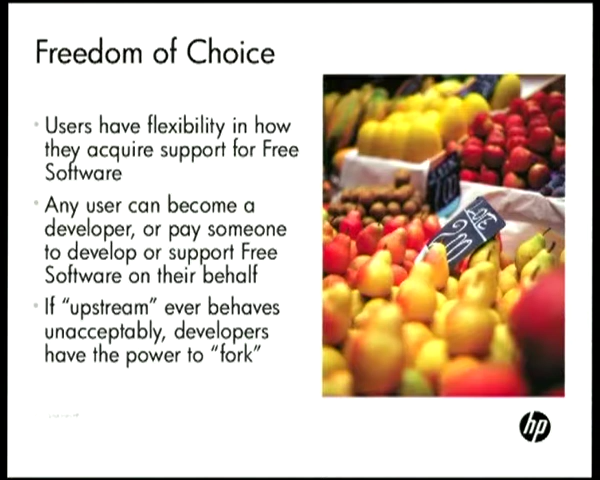 Freedom of Choice
Users have flexibility in how
they acquire support for Free
Software
Any user can become a
developer, or pay someone
to develop or support Free
Software on their behalf
If “upstream” ever behaves
unacceptably, developers
have the power to “fork”
hp